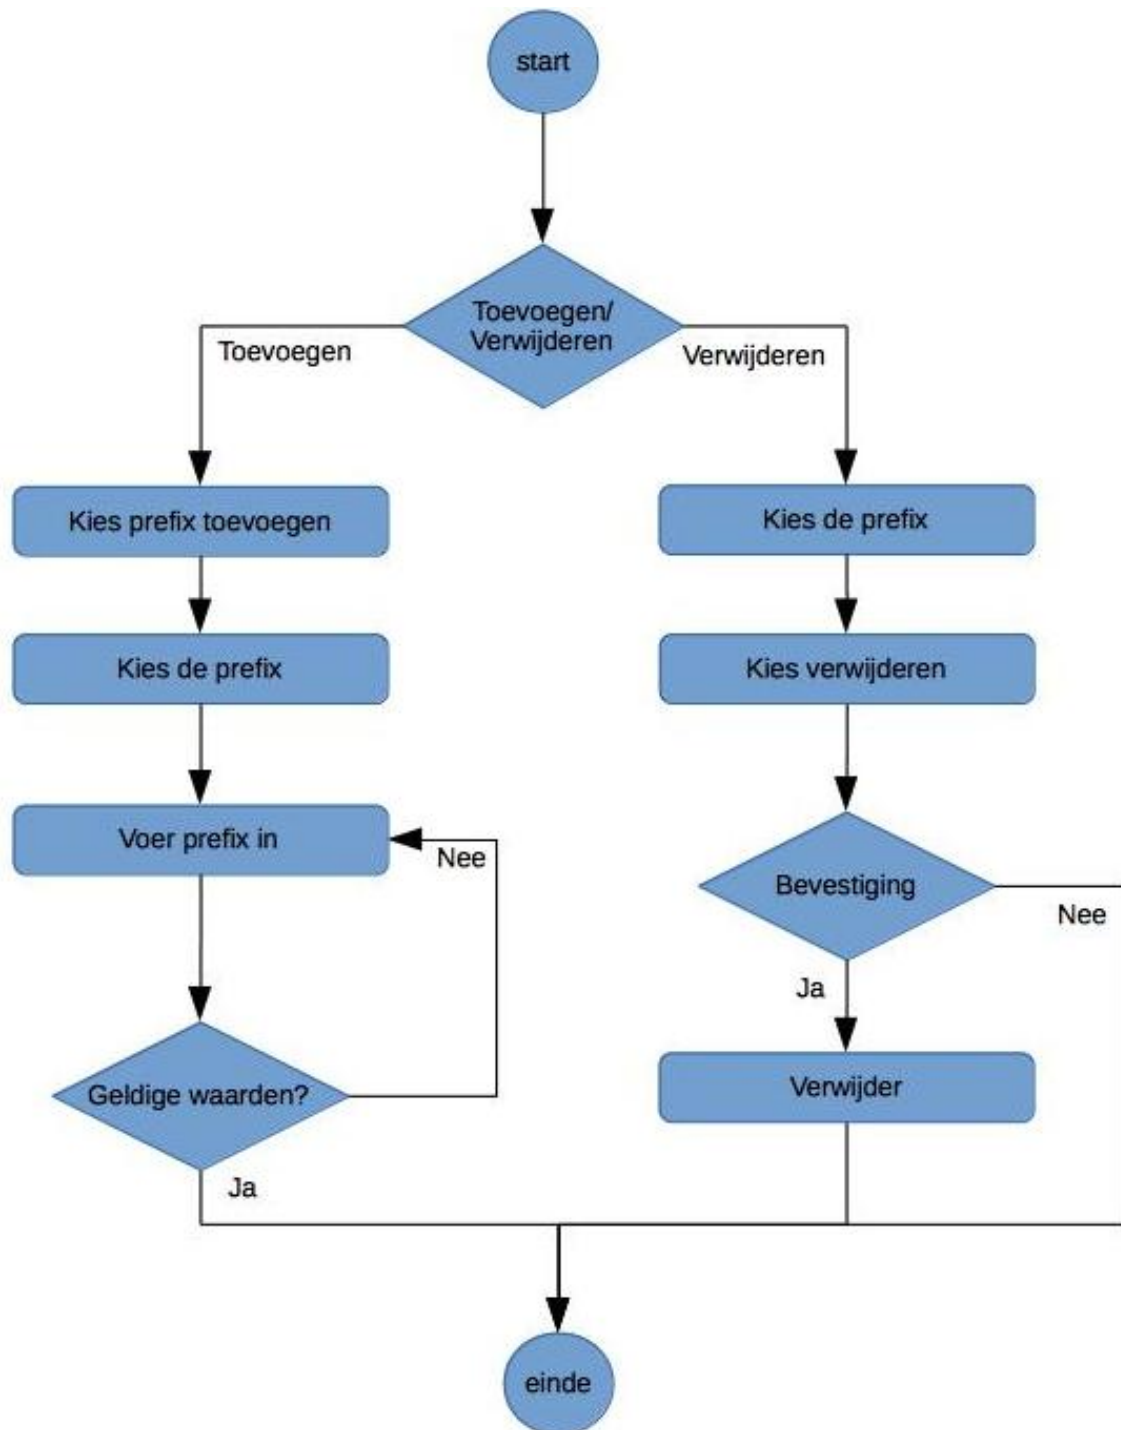 start
Toevoegen/
Verwijderen
Toevoegen
Verwijderen
Kies prefix toevoegen
Kies de prefix
Kies de prefix
Kies verwijderen
Voer prefix in
Nee
Bevestiging
Nee
Ja
Geldige waarden?
Verwijder
Ja
einde